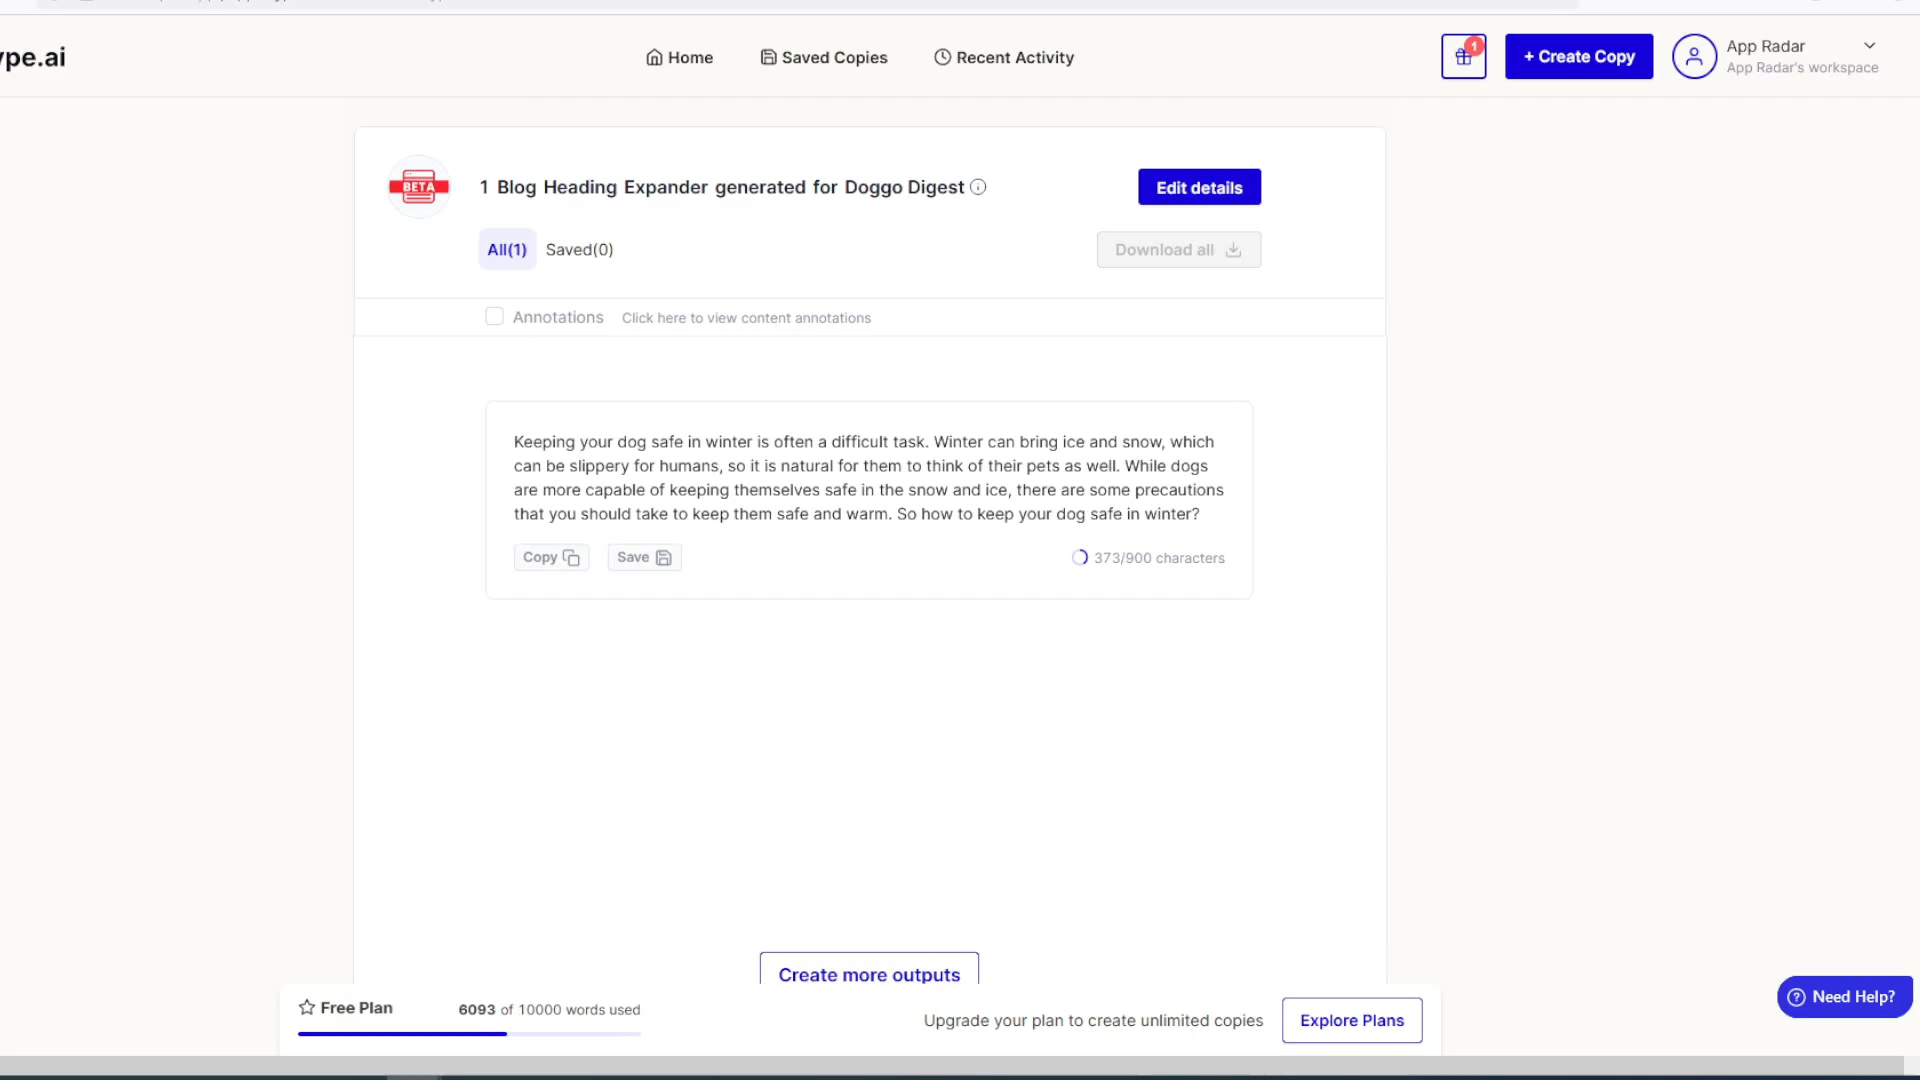 ype.ai
Home
Saved Copies
Recent Activity
1
+ Create Copy
App Radar
App Radar's workspace
BETA
1 Blog Heading Expander generated for Doggo Digest
Edit details
All(1)
Saved(0)
Download all
Annotations
Click here to view content annotations
Keeping your dog safe in winter is often a difficult task. Winter can bring ice and snow, which
can be slippery for humans, so it is natural for them to think of their pets as well. While dogs
are more capable of keeping themselves safe in the snow and ice, there are some precautions
that you should take to keep them safe and warm. So how to keep your dog safe in winter?
Copy
Save
373/900 characters
Create more outputs
Free Plan
6093 of 10000 words used
Upgrade your plan to create unlimited copies
Explore Plans
Need Help?